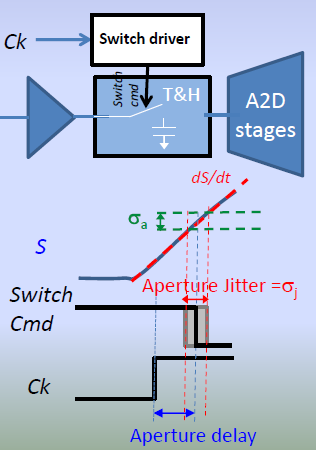 Ck
Switch driver
Switch
cmd
T&H
A2D
stages
dS/dt
σa
S
Aperture Jitter =σj
Switch
Cmd
Ck
Aperture delay